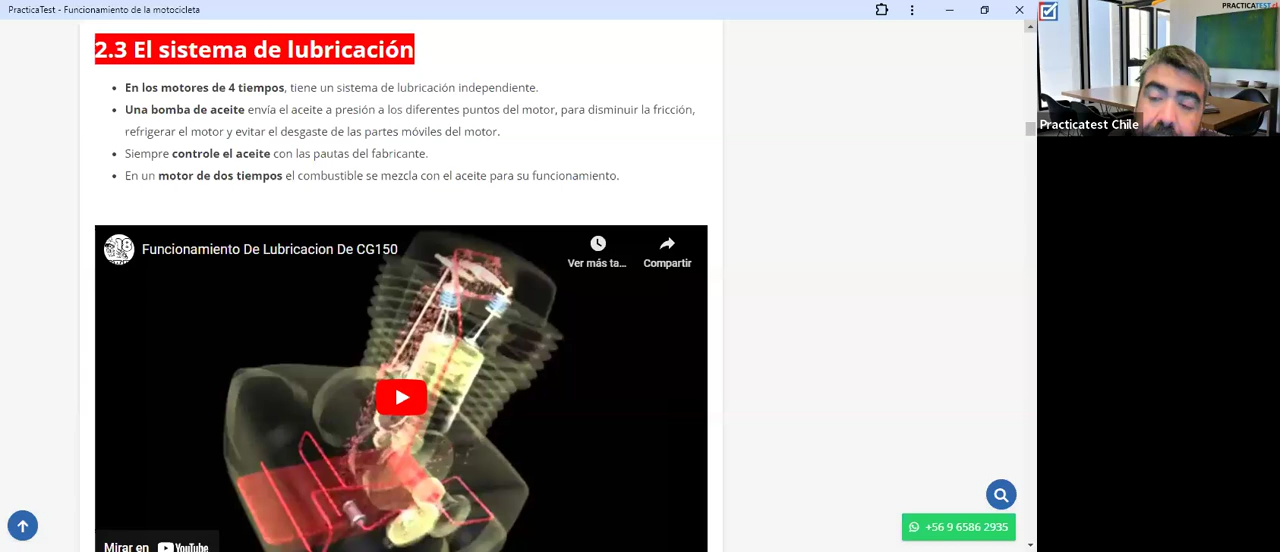 PracticaTest - Funcionamiento de la motocicleta
PRACTICATEST.cl
2.3 El sistema de lubricación
En los motores de 4 tiempos, tiene un sistema de lubricación independiente.
Una bomba de aceite envía el aceite a presión a los diferentes puntos del motor, para disminuir la fricción,
refrigerar el motor y evitar el desgaste de las partes móviles del motor.
Siempre controle el aceite con las pautas del fabricante.
En un motor de dos tiempos el combustible se mezcla con el aceite para su funcionamiento.
Practicatest Chile
Funcionamiento De Lubricacion De CG150
Ver más ta...
Compartir
Mirar en YouTube
+56 9 6586 2935